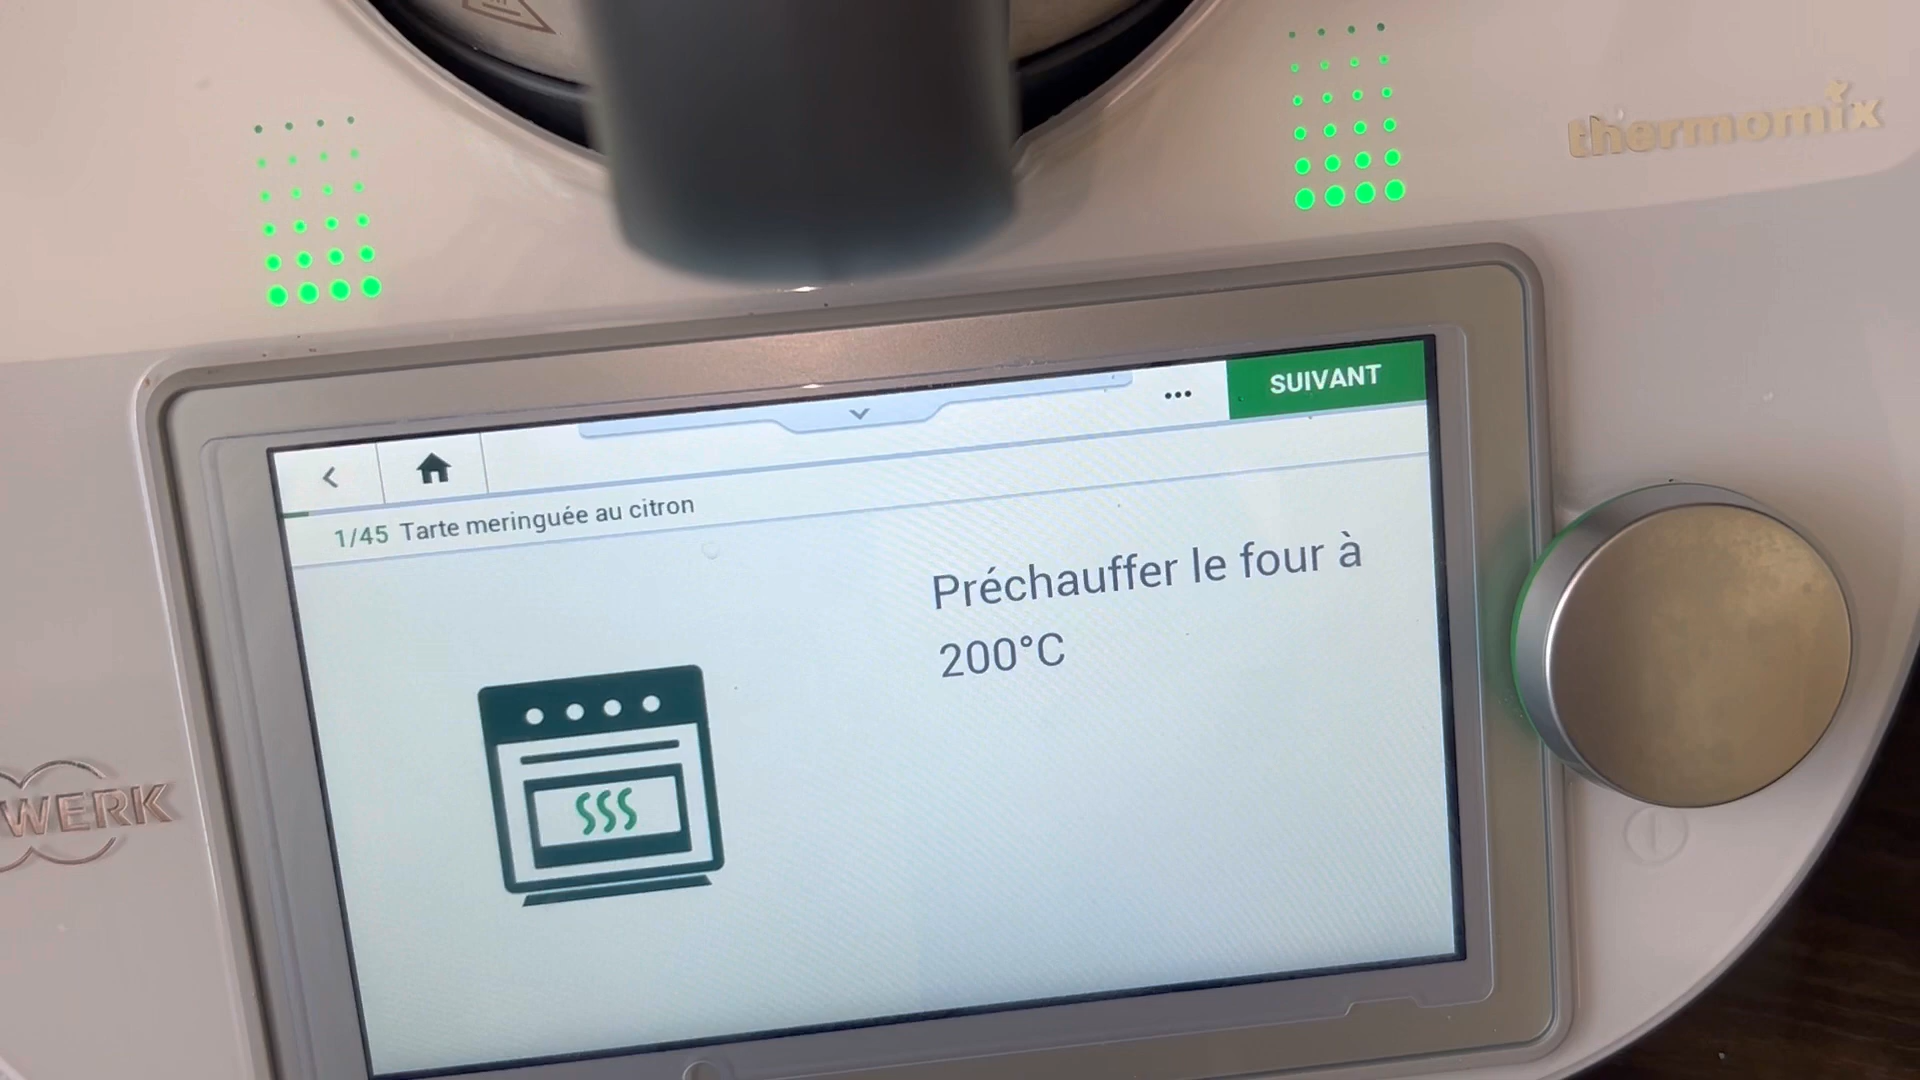 thermomix
SUIVANT
1/45 Tarte meringuée au citron
Préchauffer le four à
200°C
WERK